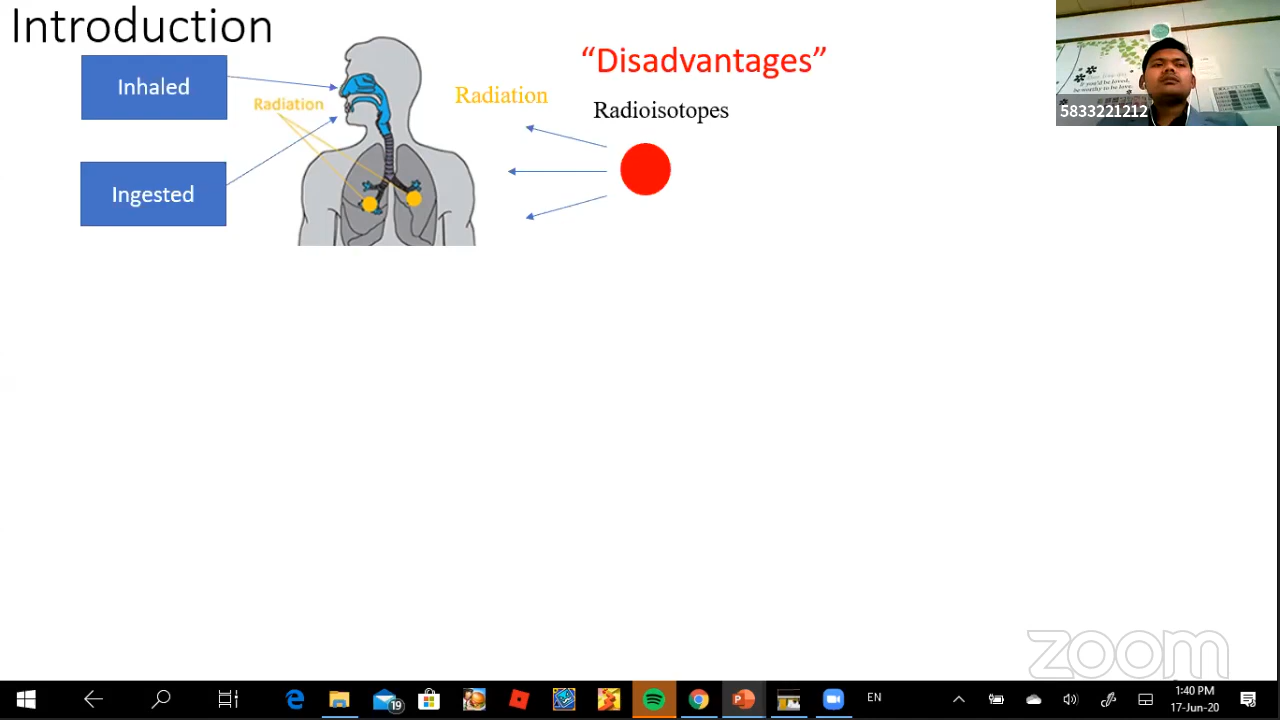 Introduction
Inhaled
Ingested
Radiation
Radiation
“Disadvantages”
Radioisotopes
5833221212
zoom
19
EN
1:40 PM
17-Jun-20